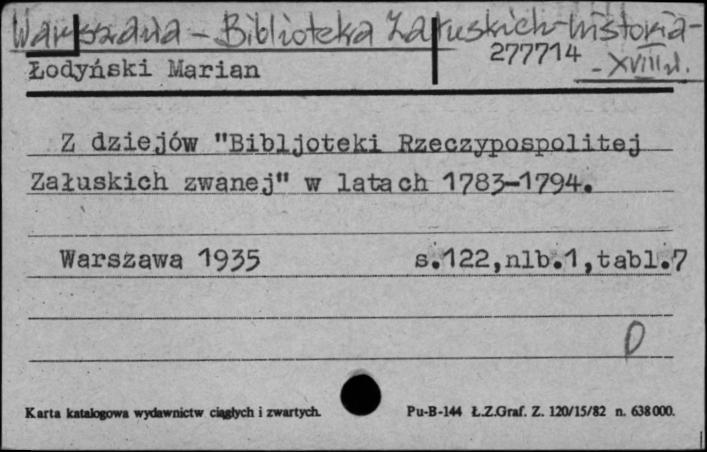 Warszawa - Biblioteka Załuskich-historia-
277714 - XVIII w.
Łodyński Marian
Z dziejów "Bibljoteki Rzeczypospolitej
Załuskich zwanej" w latach 1783-1794.
Warszawa 1935 s.122,nlb.1,tabl.7
Karta katalogowa wydawnictw ciągłych i zwartych. Pu-B-144 Ł.Z.Graf. Z. 120/15/82 n. 638000.